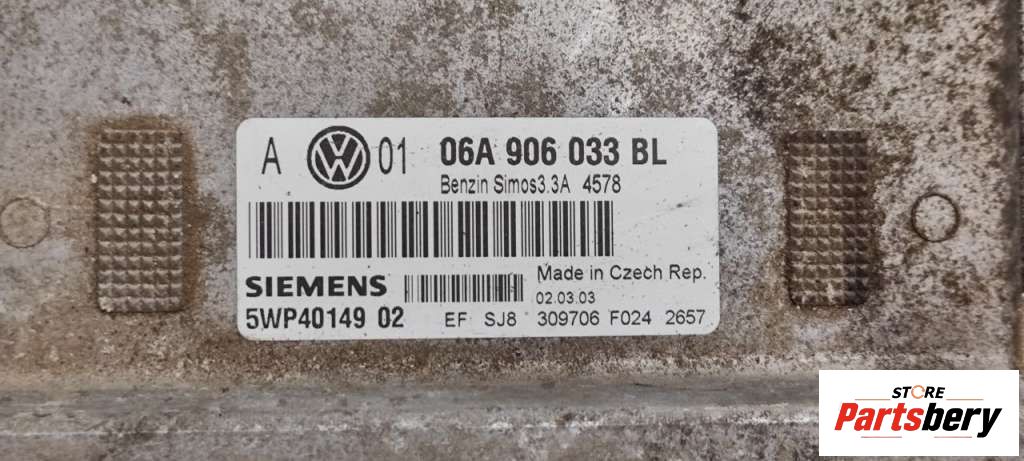 A VW 01 06A 906 033 BL
Benzin Simos3.3A 4578
SIEMENS Made in Czech Rep.
02.03.03
5WP40149 02 EF SJ8 309706 F024 2657
STORE
Partsbery